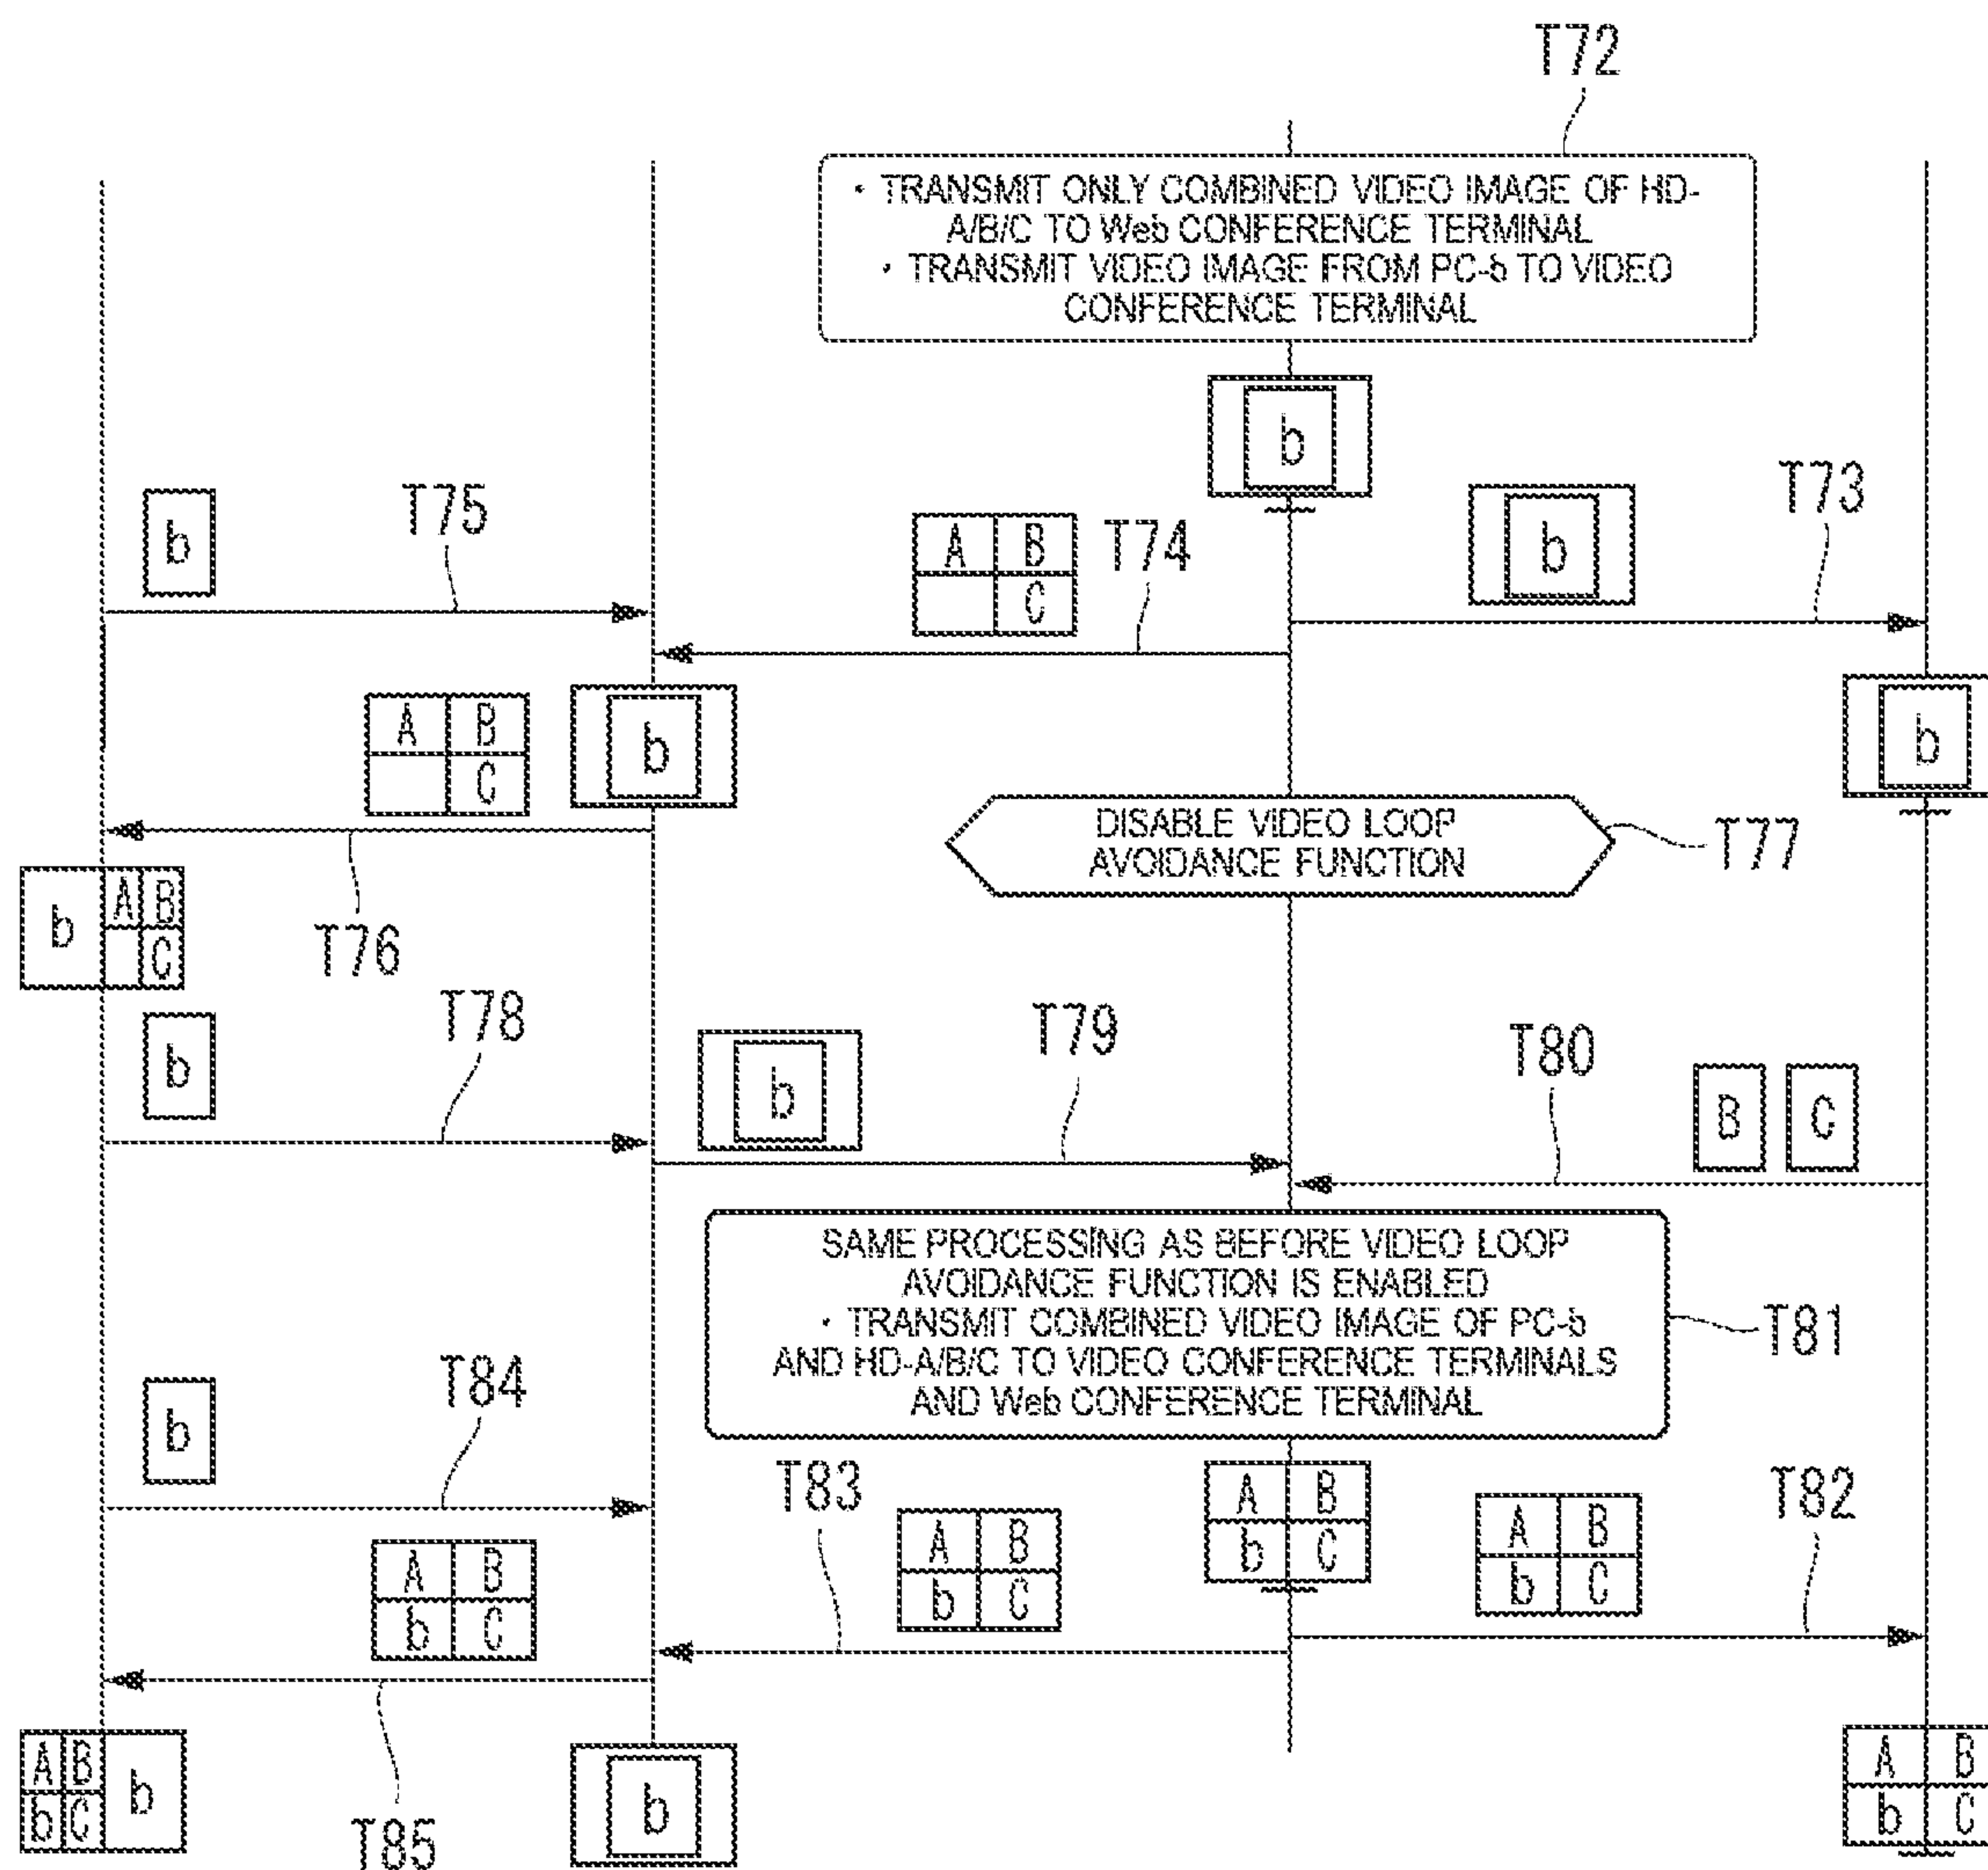 T72
· TRANSMIT ONLY COMBINED VIDEO IMAGE OF HD-
A/B/C TO Web CONFERENCE TERMINAL
· TRANSMIT VIDEO IMAGE FROM PC-b TO VIDEO
CONFERENCE TERMINAL
b
b T75
A B T74
C
b T73
A B
C
b
b
DISABLE VIDEO LOOP
AVOIDANCE FUNCTION
T77
b A B
C
T76
b T78
b T79
T80
B C
SAME PROCESSING AS BEFORE VIDEO LOOP
AVOIDANCE FUNCTION IS ENABLED
· TRANSMIT COMBINED VIDEO IMAGE OF PC-b
AND HD-A/B/C TO VIDEO CONFERENCE TERMINALS
AND Web CONFERENCE TERMINAL
T81
b T84
T83
A B
b C
A B
b C
A B
b C
T82
A B
b C
A B b
b C
T85
b
A B
b C